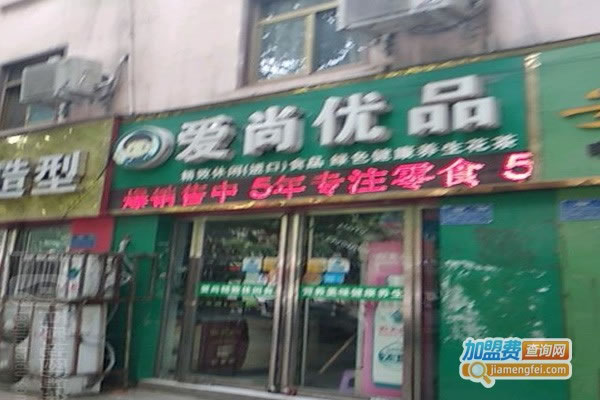 爱尚优品
精致休闲(进口)食品 绿色健康养生花茶
爆销售中 5年专注零食 5
造型
加盟费查询网
jiamengfei.com